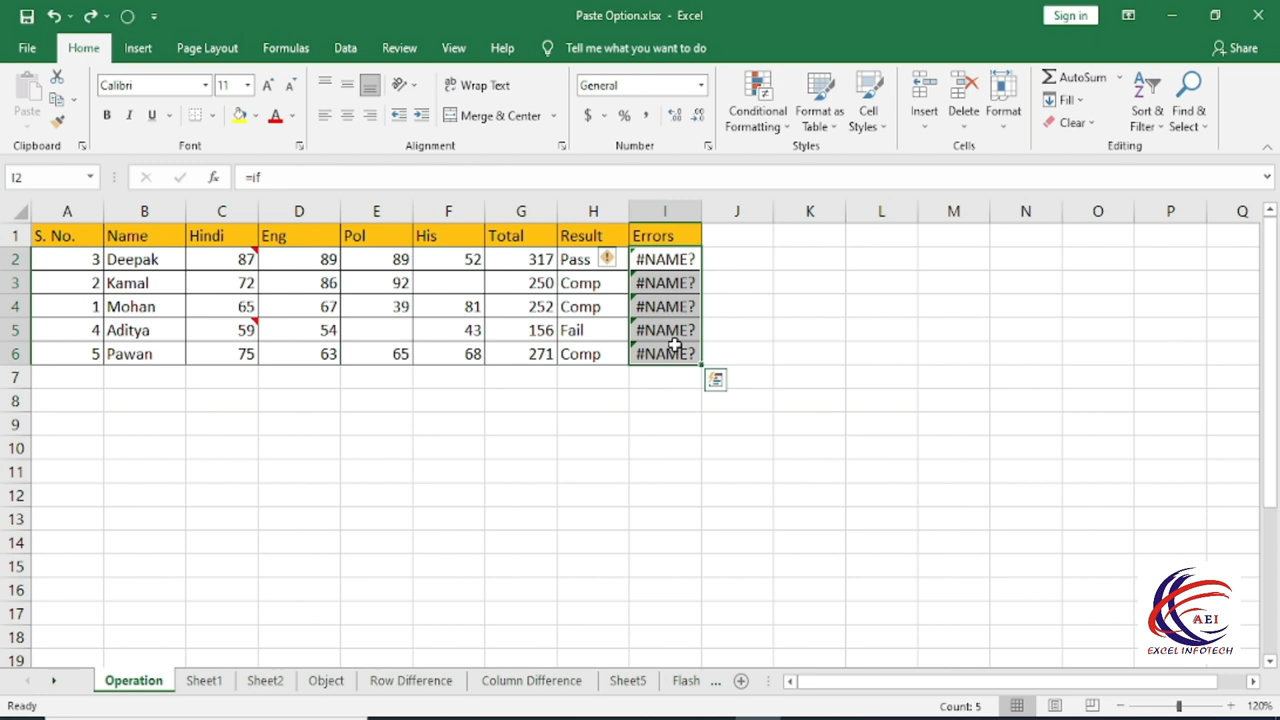 Paste Option.xlsx - Excel
Sign in
File Home Insert Page Layout Formulas Data Review View Help Tell me what you want to do Share
Paste
Calibri 11
B I U A
Wrap Text
Merge & Center
General
$ % ,
Conditional Formatting
Format as Table
Cell Styles
Insert
Delete
Format
AutoSum
Fill
Clear
Sort & Filter
Find & Select
Clipboard Font Alignment Number Styles Cells Editing
I2 fx =if
A B C D E F G H I J K L M N O P Q
1 S. No. Name Hindi Eng Pol His Total Result Errors
2 3 Deepak 87 89 89 52 317 Pass #NAME?
3 2 Kamal 72 86 92 250 Comp #NAME?
4 1 Mohan 65 67 39 81 252 Comp #NAME?
5 4 Aditya 59 54 43 156 Fail #NAME?
6 5 Pawan 75 63 65 68 271 Comp #NAME?
7
8
9
10
11
12
13
14
15
16
17
18
19
AEI
EXCEL INFOTECH
Operation Sheet1 Sheet2 Object Row Difference Column Difference Sheet5 Flash ...
Ready Count: 5 120%